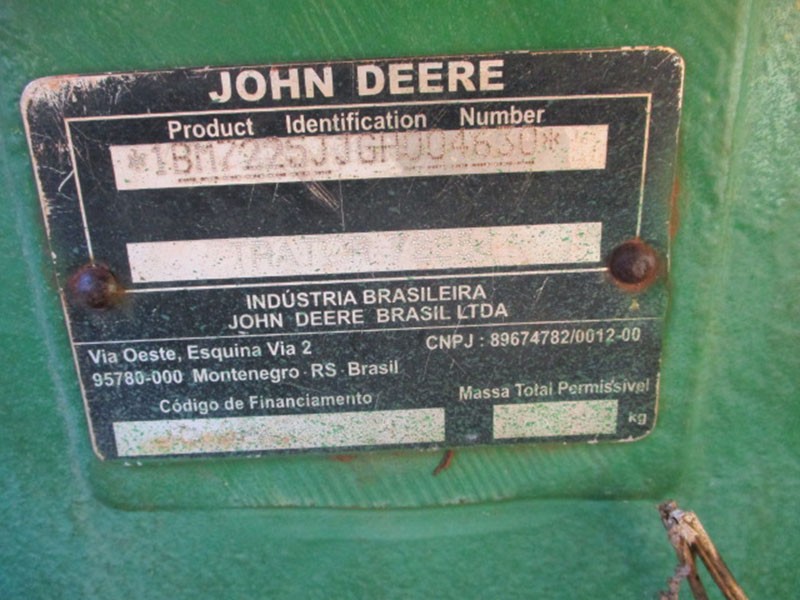 JOHN DEERE
Product Identification Number
*1BM7225JJGH004630*
INDÚSTRIA BRASILEIRA
JOHN DEERE BRASIL LTDA
Via Oeste, Esquina Via 2
CNPJ : 89674782/0012-00
95780-000 Montenegro - RS - Brasil
Código de Financiamento
Massa Total Permissível
kg